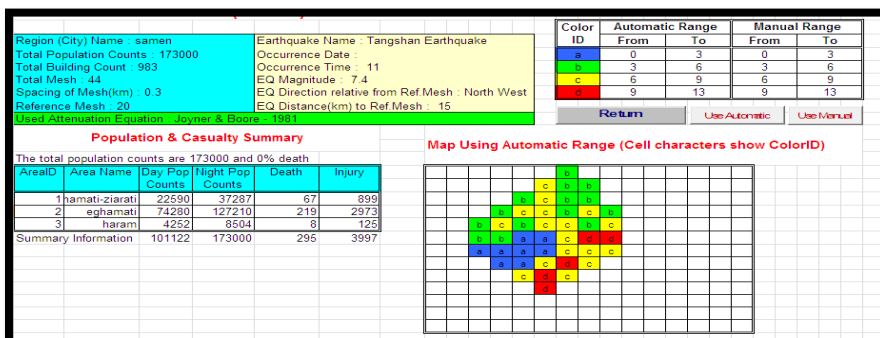 Region (City) Name : samen
Total Population Counts : 173000
Total Building Count : 983
Total Mesh : 44
Spacing of Mesh(km) : 0.3
Reference Mesh : 20
Earthquake Name : Tangshan Earthquake
Occurrence Date :
Occurrence Time : 11
EQ Magnitude : 7.4
EQ Direction relative from Ref.Mesh : North West
EQ Distance(km) to Ref.Mesh : 15
Used Attenuation Equation : Joyner & Boore - 1981
Color ID Automatic Range Manual Range
From To From To
a 0 3 0 3
b 3 6 3 6
c 6 9 6 9
d 9 13 9 13
Return Use Automatic Use Manual
Population & Casualty Summary
The total population counts are 173000 and 0% death
AreaID Area Name Day Pop Counts Night Pop Counts Death Injury
1 hamati-ziarati 22590 37287 67 899
2 eghamati 74280 127210 219 2973
3 haram 4252 8504 8 125
Summary Information 101122 173000 295 3997
Map Using Automatic Range (Cell characters show ColorID)
b
c b b
b c b b
b c c b c b
b c b c c b c
b b a a c d d
a a a a c c c
a a c d c
c d c
d